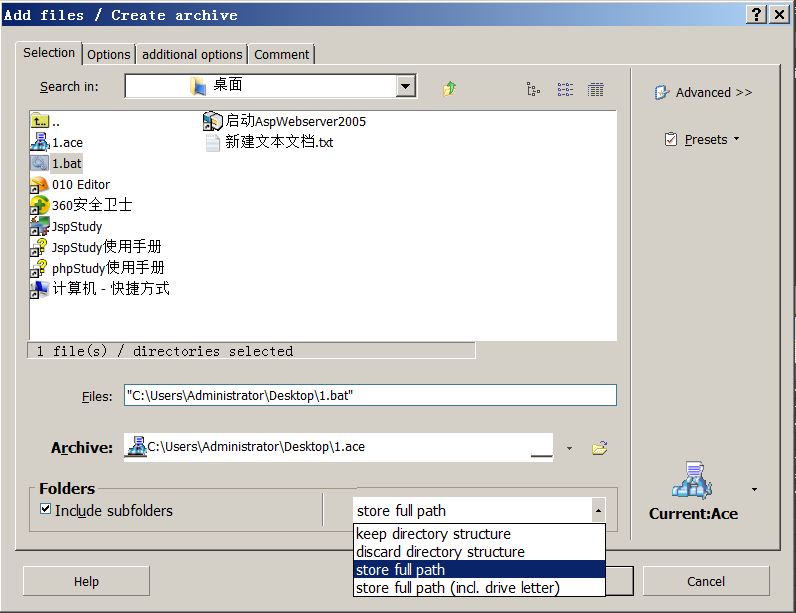 Add files / Create archive
Selection
Options
additional options
Comment
Search in:
桌面
Advanced >>
Presets
..
1.ace
1.bat
010 Editor
360安全卫士
JspStudy
JspStudy使用手册
phpStudy使用手册
计算机 - 快捷方式
启动AspWebserver2005
新建文本文档.txt
1 file(s) / directories selected
Files:
"C:\Users\Administrator\Desktop\1.bat"
Archive:
C:\Users\Administrator\Desktop\1.ace
Folders
Include subfolders
store full path
keep directory structure
discard directory structure
store full path
store full path (incl. drive letter)
Current:Ace
Help
Cancel